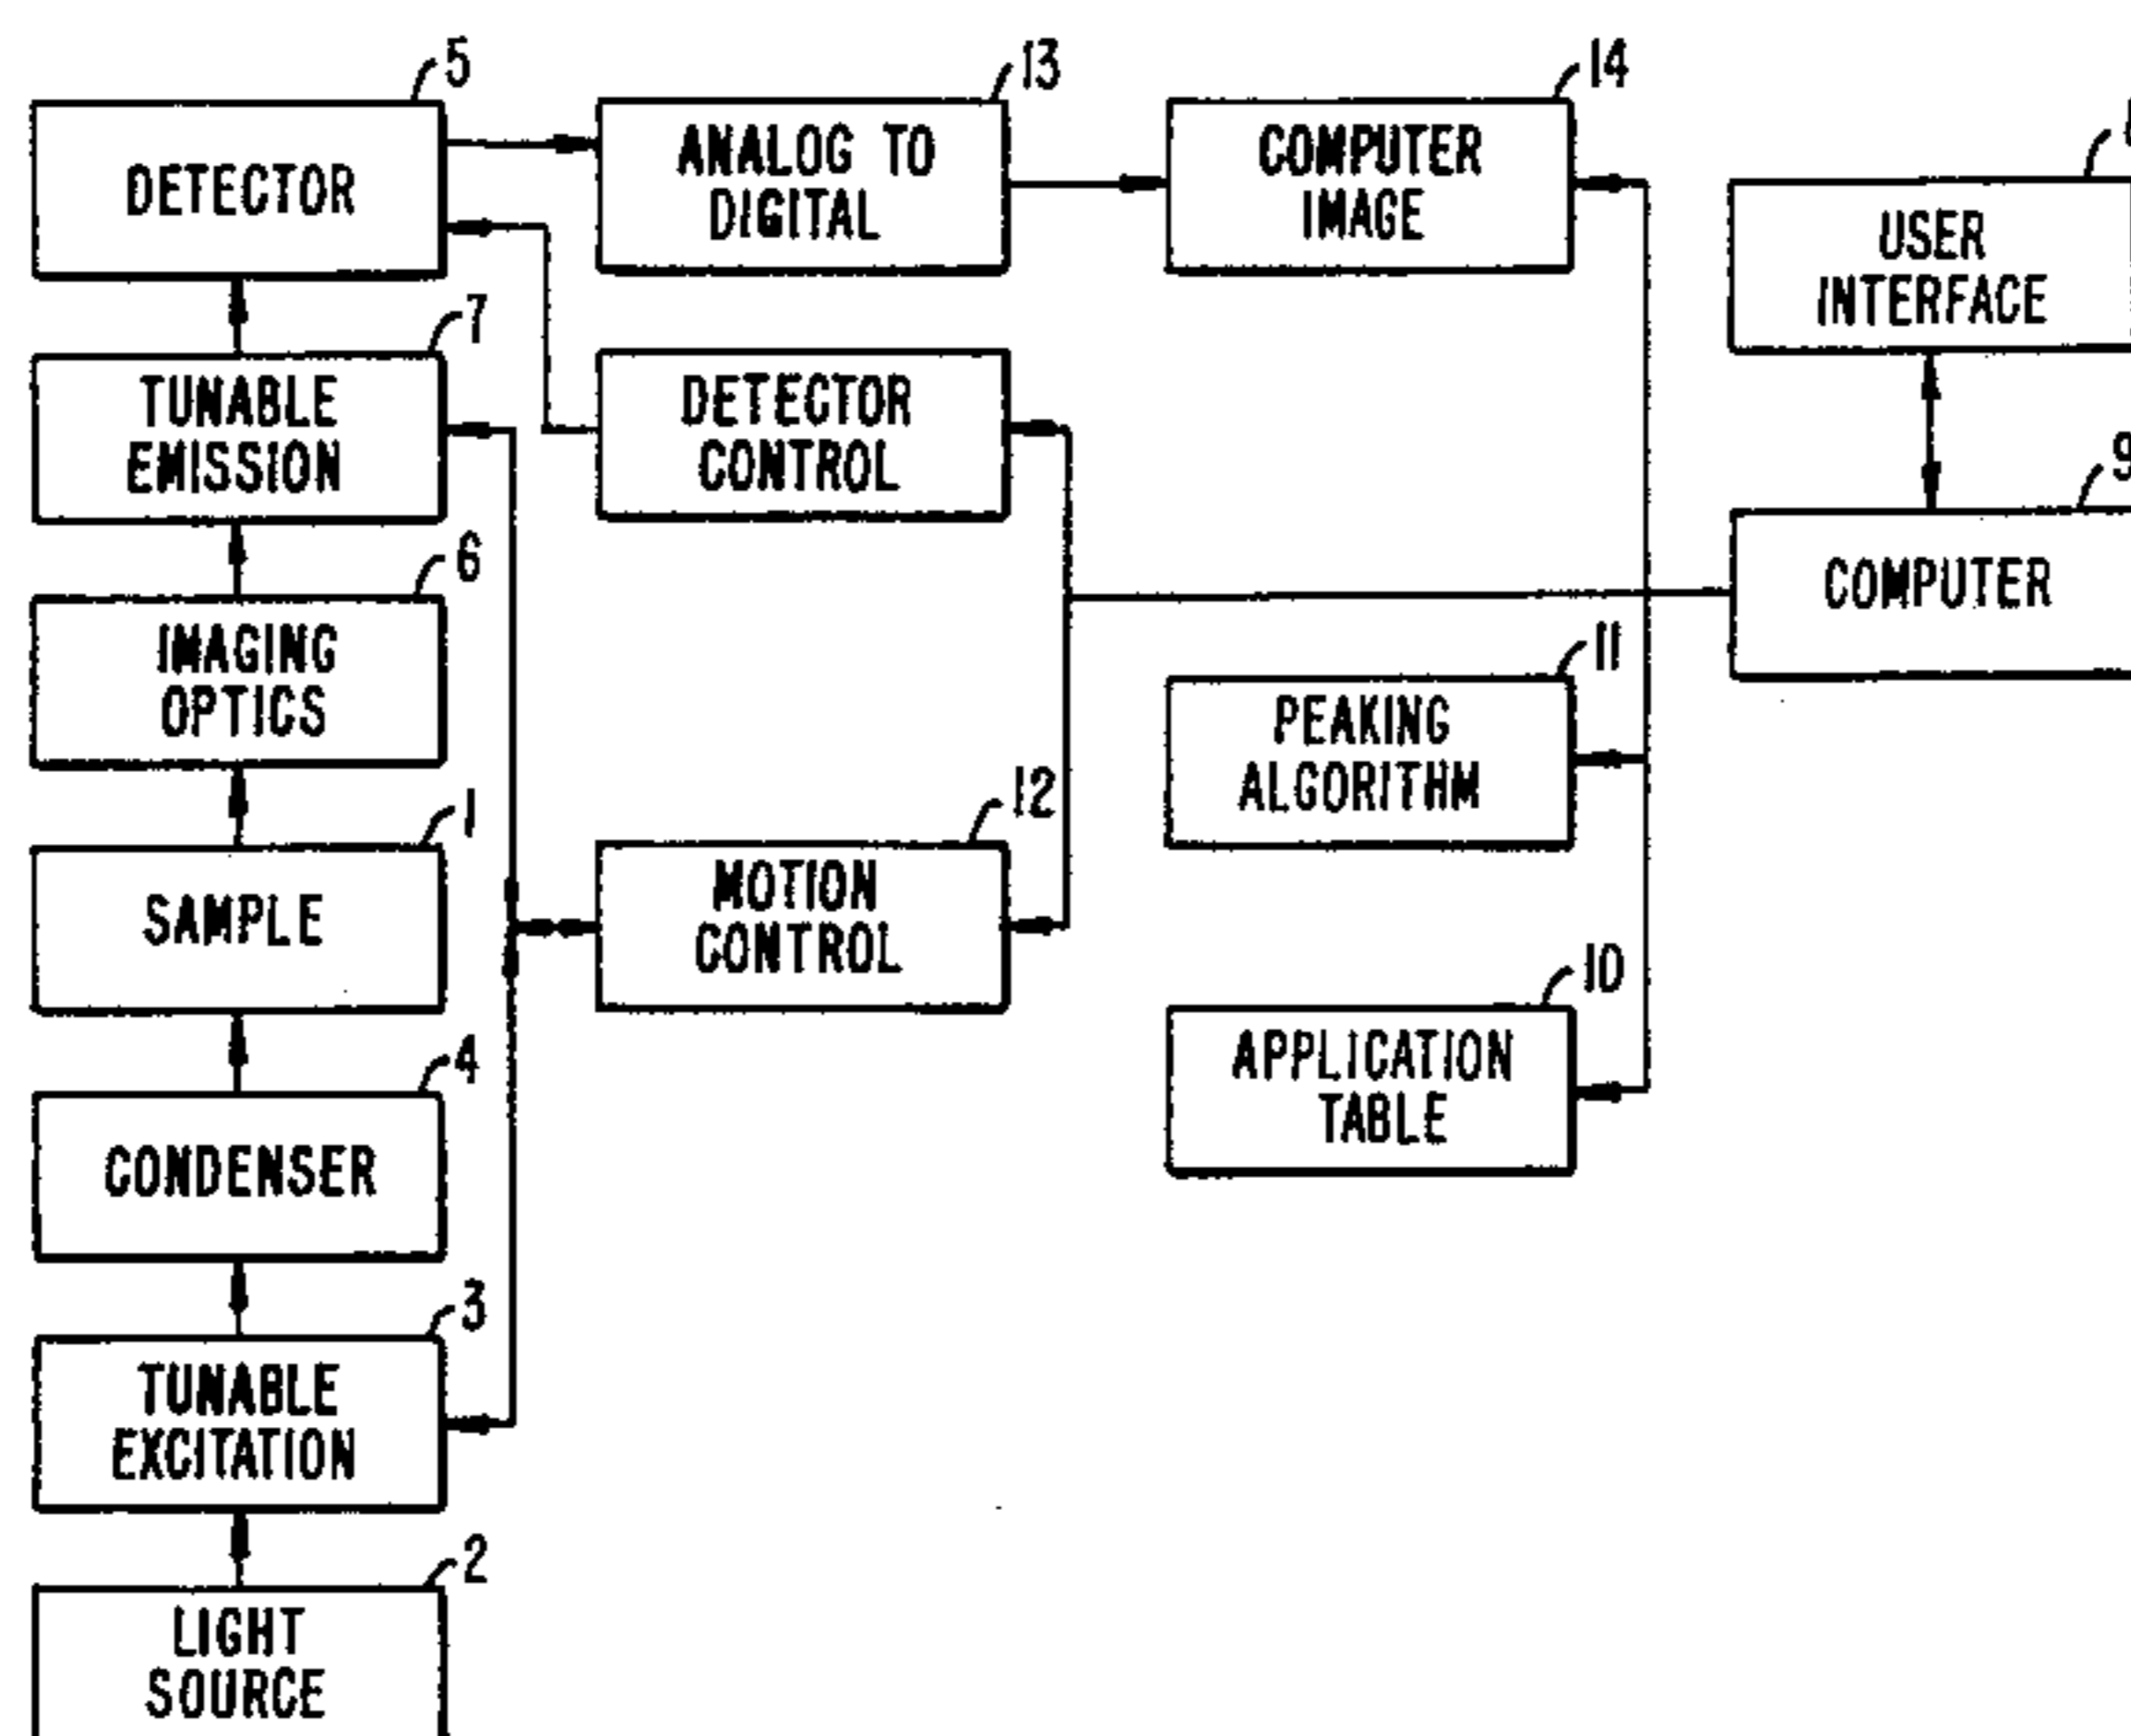 5
DETECTOR
13
ANALOG TO
DIGITAL
14
COMPUTER
IMAGE
USER
INTERFACE
7
TUNABLE
EMISSION
DETECTOR
CONTROL
9
COMPUTER
6
IMAGING
OPTICS
11
PEAKING
ALGORITHM
1
SAMPLE
12
MOTION
CONTROL
10
APPLICATION
TABLE
4
CONDENSER
3
TUNABLE
EXCITATION
2
LIGHT
SOURCE